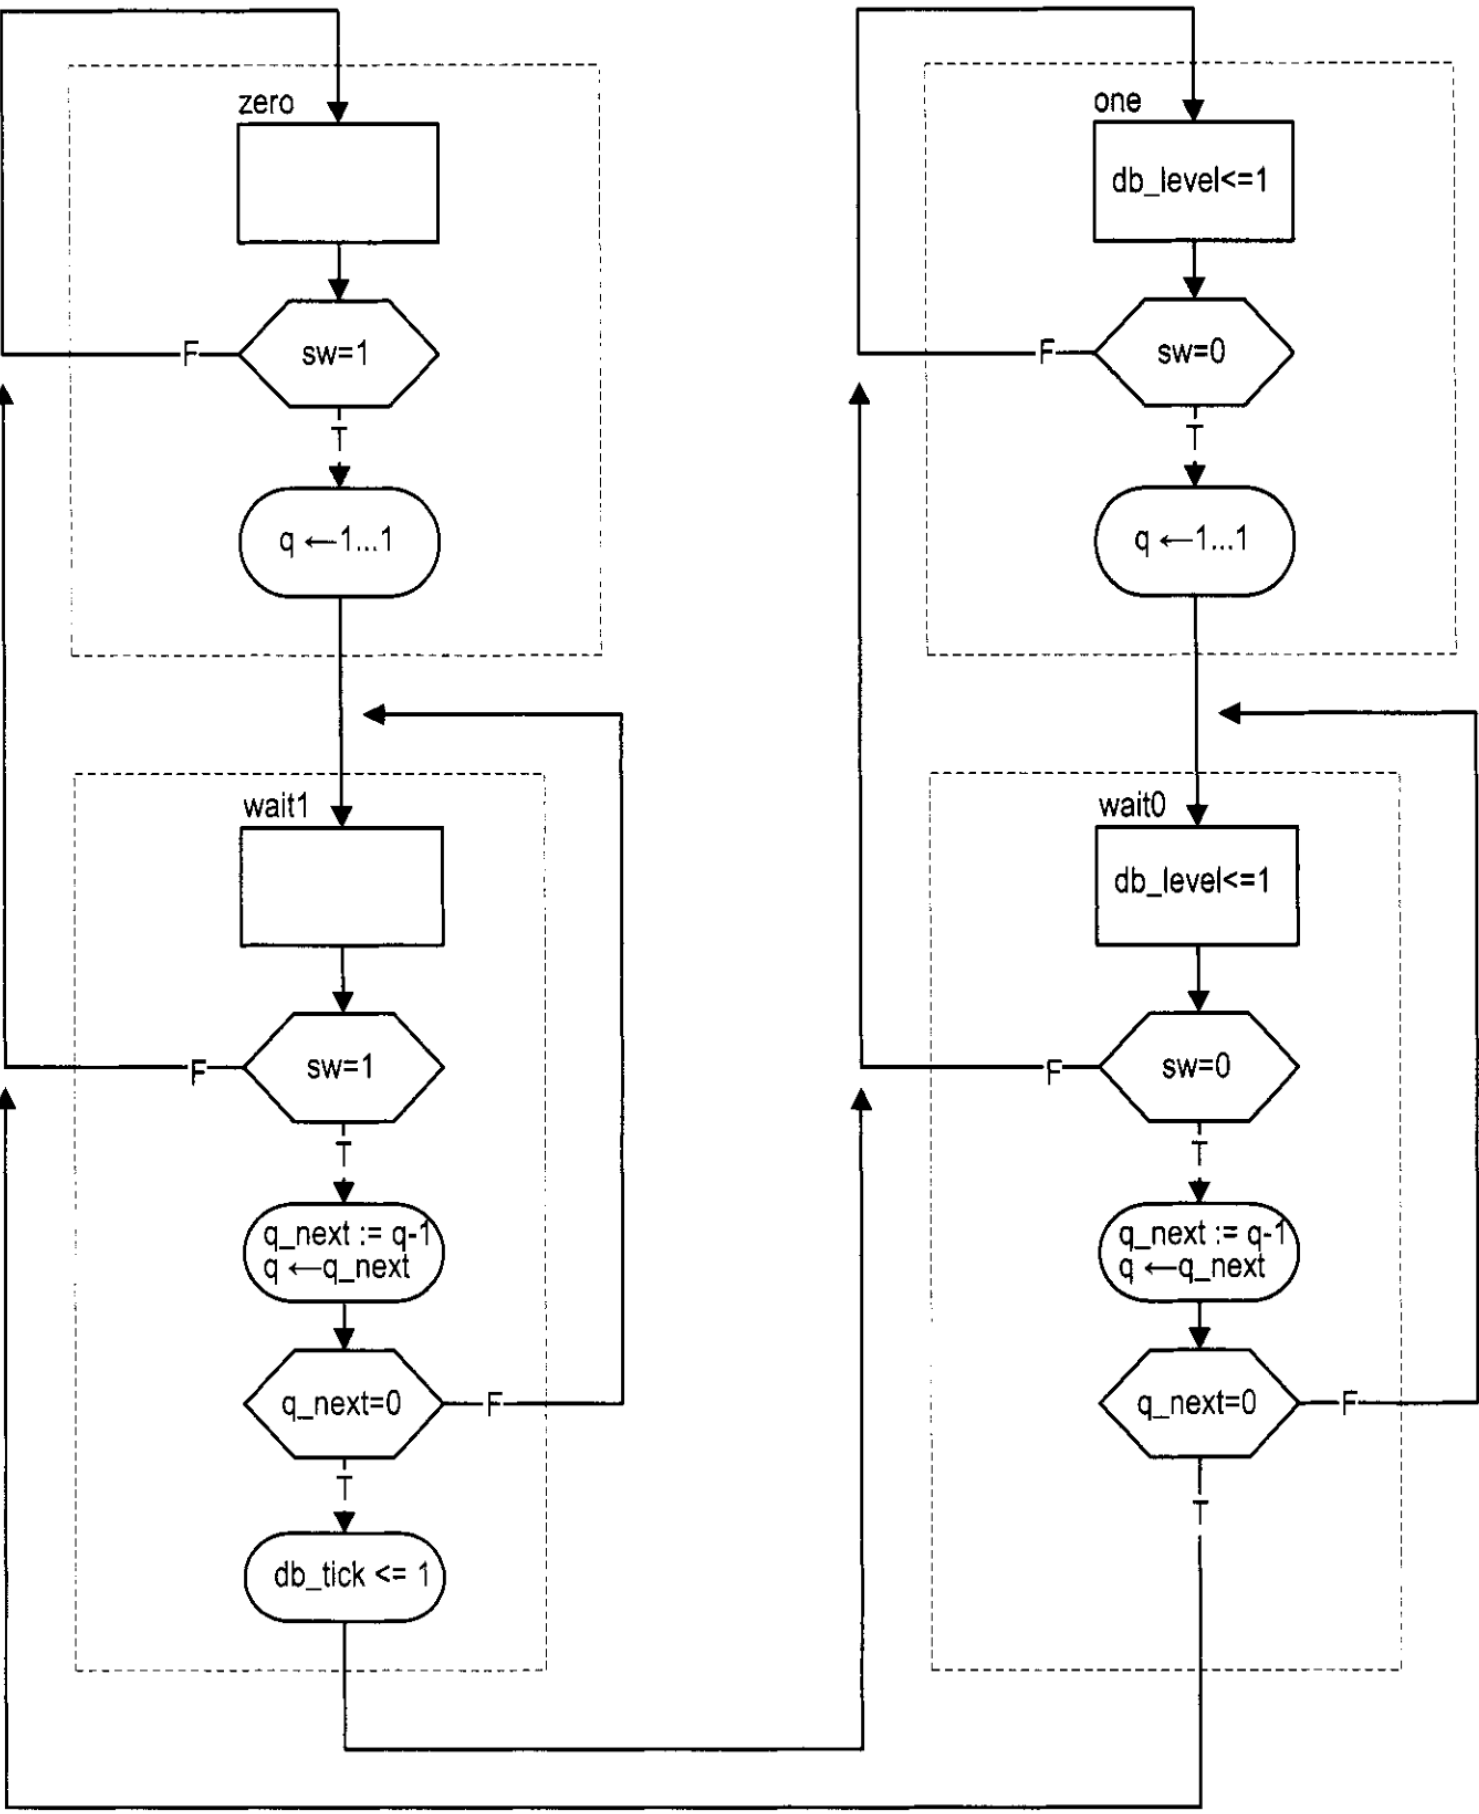 zero
sw=1
F
T
q ←1...1
wait1
sw=1
F
T
q_next := q-1
q ←q_next
q_next=0
F
T
db_tick <= 1
one
db_level<=1
sw=0
F
T
q ←1...1
wait0
db_level<=1
sw=0
F
T
q_next := q-1
q ←q_next
q_next=0
F
T